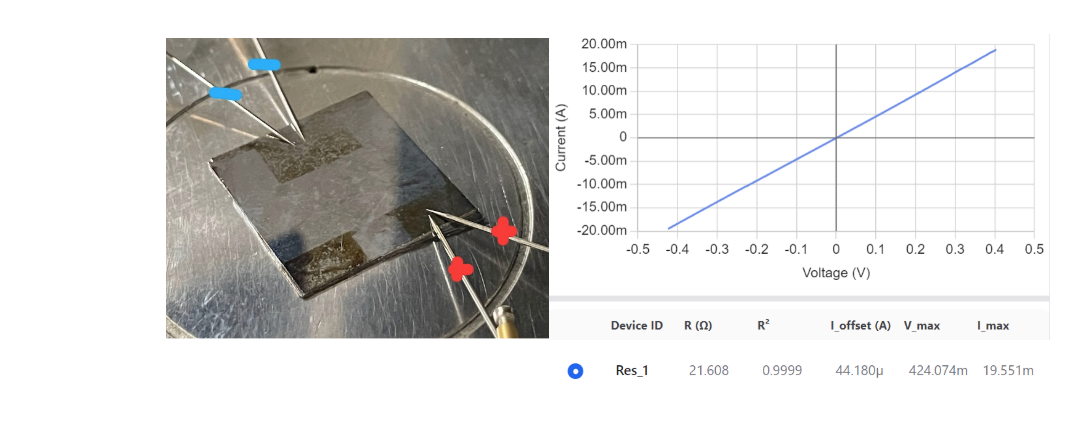 20.00m
15.00m
10.00m
5.00m
0
-5.00m
-10.00m
-15.00m
-20.00m
Current (A)
-0.5 -0.4 -0.3 -0.2 -0.1 0 0.1 0.2 0.3 0.4 0.5
Voltage (V)
Device ID R (Ω) R² I_offset (A) V_max I_max
Res_1 21.608 0.9999 44.180µ 424.074m 19.551m